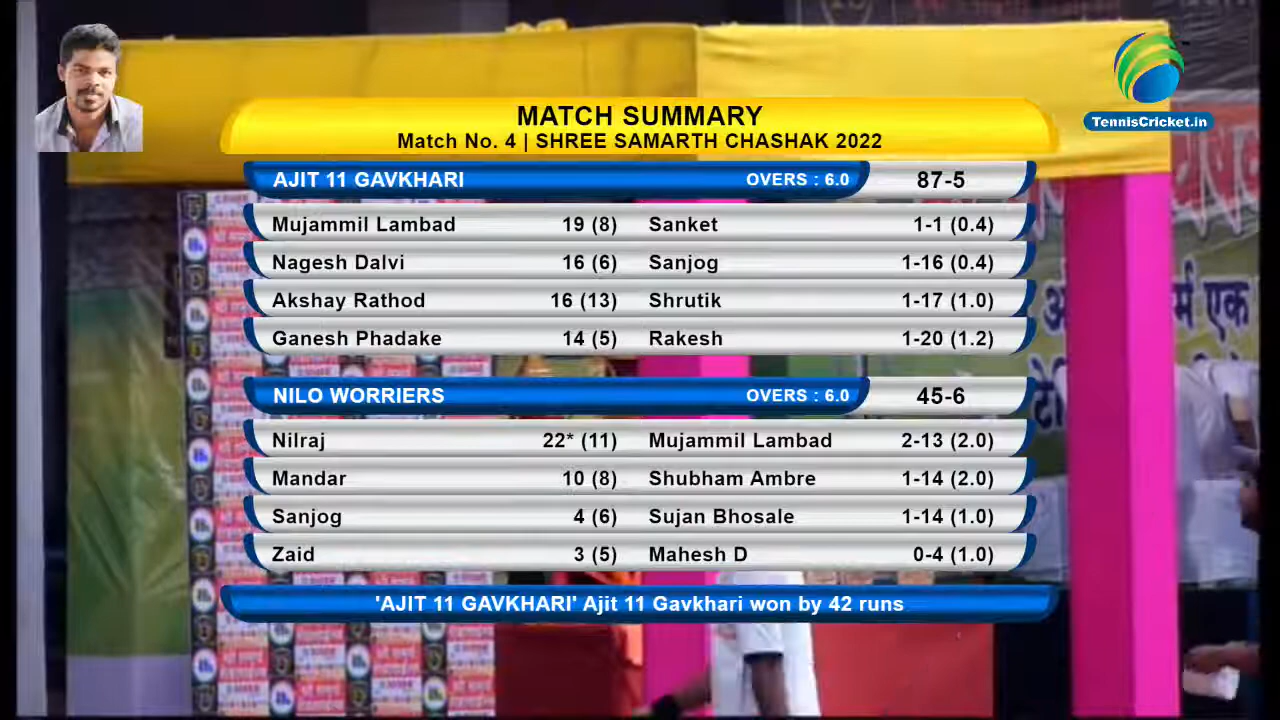 MATCH SUMMARY
Match No. 4 | SHREE SAMARTH CHASHAK 2022
TennisCricket.in
AJIT 11 GAVKHARI OVERS : 6.0 87-5
Mujammil Lambad 19 (8) Sanket 1-1 (0.4)
Nagesh Dalvi 16 (6) Sanjog 1-16 (0.4)
Akshay Rathod 16 (13) Shrutik 1-17 (1.0)
Ganesh Phadake 14 (5) Rakesh 1-20 (1.2)
NILO WORRIERS OVERS : 6.0 45-6
Nilraj 22* (11) Mujammil Lambad 2-13 (2.0)
Mandar 10 (8) Shubham Ambre 1-14 (2.0)
Sanjog 4 (6) Sujan Bhosale 1-14 (1.0)
Zaid 3 (5) Mahesh D 0-4 (1.0)
'AJIT 11 GAVKHARI' Ajit 11 Gavkhari won by 42 runs
एक